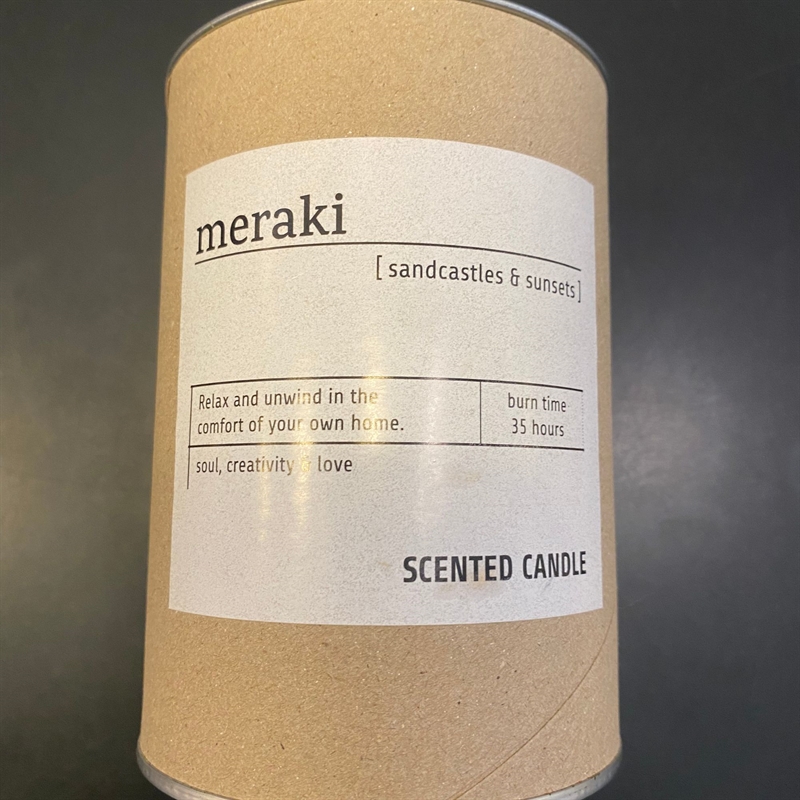 meraki
[ sandcastles & sunsets ]
Relax and unwind in the
comfort of your own home.
burn time
35 hours
soul, creativity & love
SCENTED CANDLE